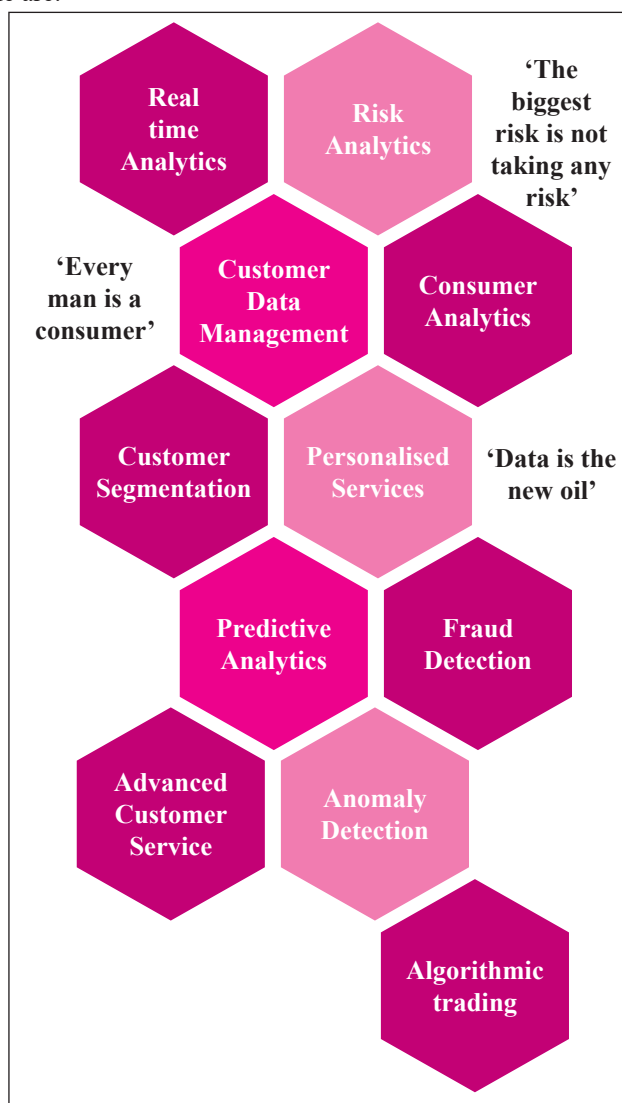 Real
time
Analytics
Risk
Analytics
‘The
biggest
risk is not
taking any
risk’
‘Every
man is a
consumer’
Customer
Data
Management
Consumer
Analytics
Customer
Segmentation
Personalised
Services
‘Data is the
new oil’
Predictive
Analytics
Fraud
Detection
Advanced
Customer
Service
Anomaly
Detection
Algorithmic
trading